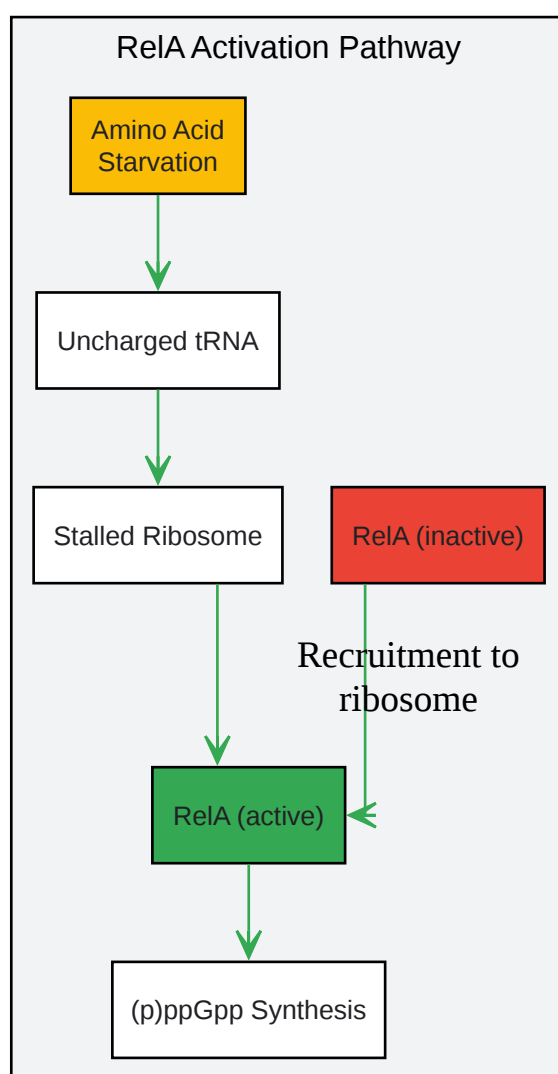 RelA Activation Pathway
Amino Acid
Starvation
Uncharged tRNA
Stalled Ribosome
RelA (inactive)
Recruitment to
ribosome
RelA (active)
(p)ppGpp Synthesis